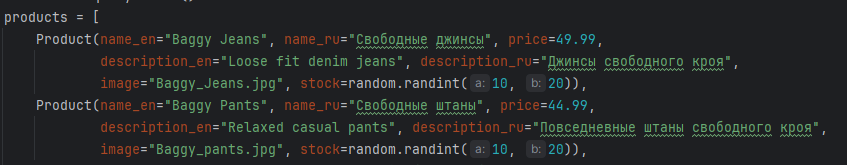 products = [
Product(name_en="Baggy Jeans", name_ru="Свободные джинсы", price=49.99,
description_en="Loose fit denim jeans", description_ru="Джинсы свободного кроя",
image="Baggy_Jeans.jpg", stock=random.randint(a: 10, b: 20)),
Product(name_en="Baggy Pants", name_ru="Свободные штаны", price=44.99,
description_en="Relaxed casual pants", description_ru="Повседневные штаны свободного кроя",
image="Baggy_pants.jpg", stock=random.randint(a: 10, b: 20)),